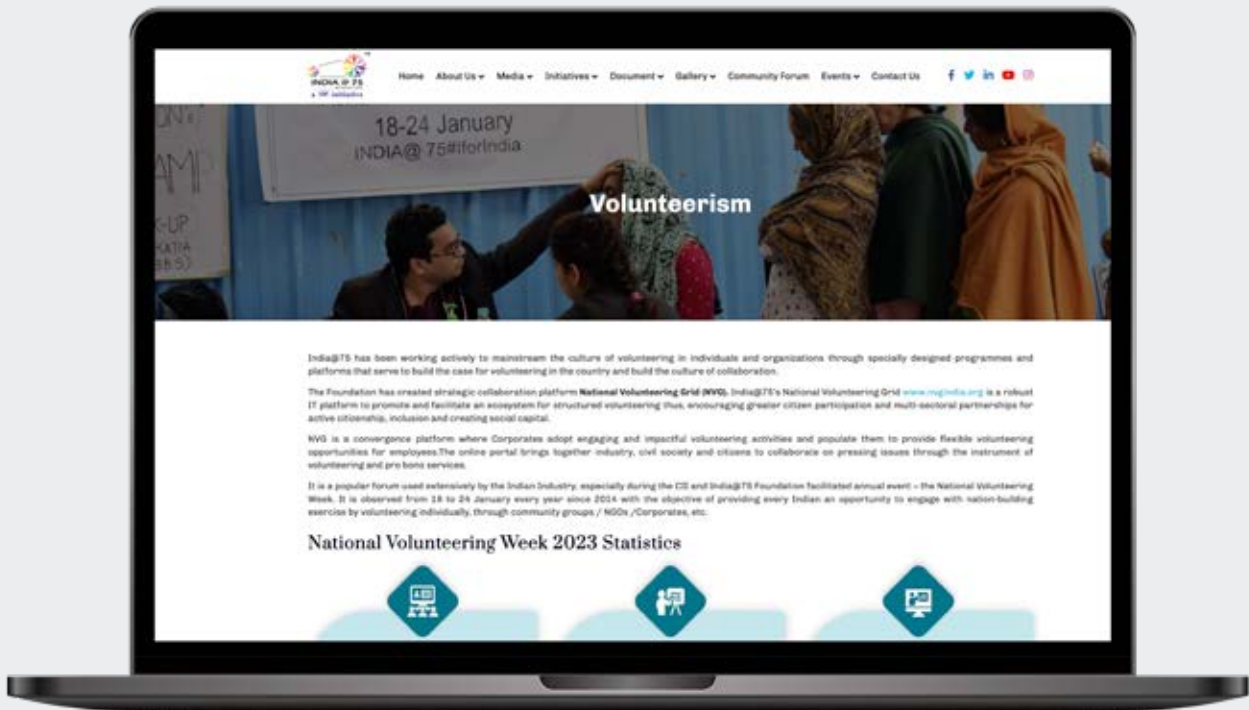 INDIA @ 75
Home About Us Media Initiatives Document Gallery Community Forum Events Contact Us
18-24 January
INDIA@ 75#iforIndia
Volunteerism
India@75 has been working actively to mainstream the culture of volunteering in individuals and organizations through specially designed programmes and
platforms that serve to build the case for volunteering in the country and build the culture of collaboration.
The Foundation has created strategic collaboration platform National Volunteering Grid (NVG). India@75's National Volunteering Grid www.nvgindia.org is a robust
IT platform to promote and facilitate an ecosystem for structured volunteering thus, encouraging greater citizen participation and multi-sectoral partnerships for
active citizenship, inclusion and creating social capital.
NVG is a convergence platform where Corporates adopt engaging and impactful volunteering activities and populate them to provide flexible volunteering
opportunities for employees.The online portal brings together industry, civil society and citizens to collaborate on pressing issues through the instrument of
volunteering and pro bono services.
It is a popular forum used extensively by the Indian Industry, especially during the CII and India@75 Foundation facilitated annual event – the National Volunteering
Week. It is observed from 18 to 24 January every year since 2014 with the objective of providing every Indian an opportunity to engage with nation-building
exercise by volunteering individually, through community groups / NGOs /Corporates, etc.
National Volunteering Week 2023 Statistics